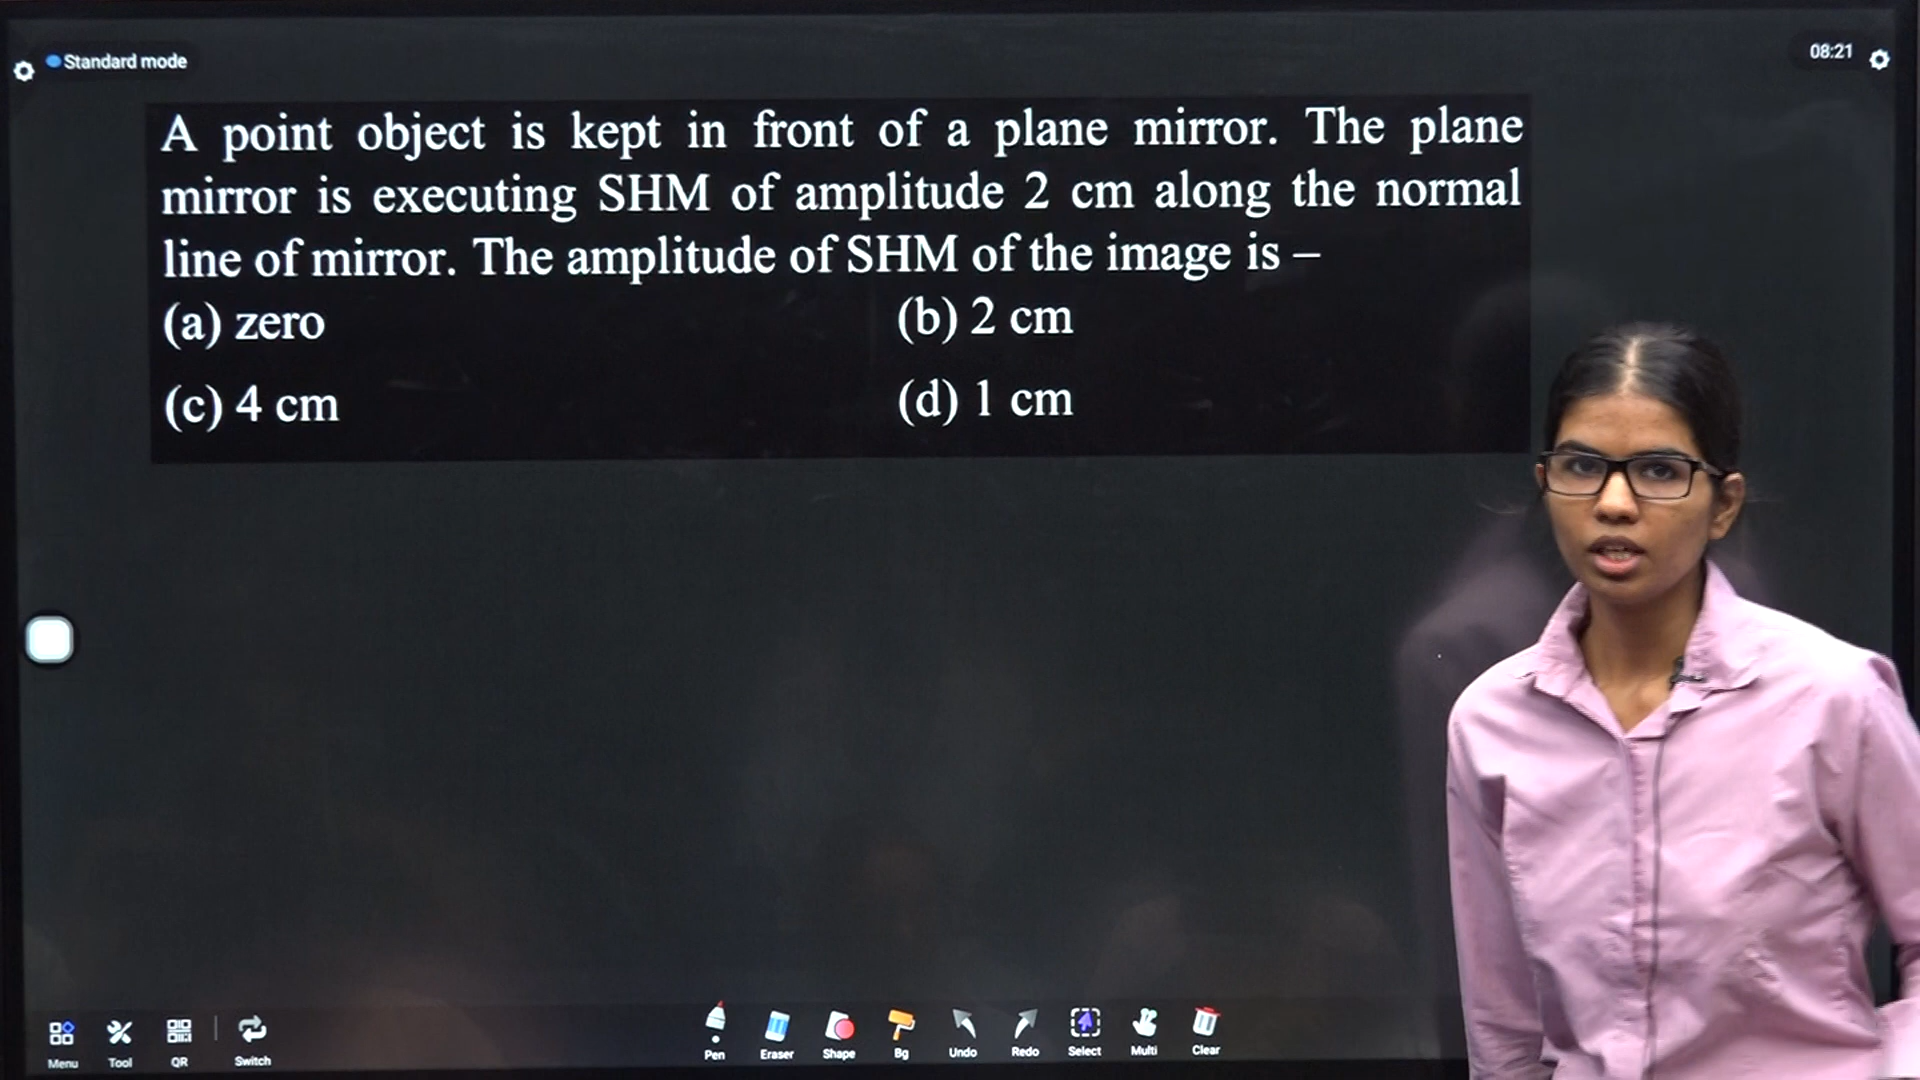 Standard mode
08:21
A point object is kept in front of a plane mirror. The plane
mirror is executing SHM of amplitude 2 cm along the normal
line of mirror. The amplitude of SHM of the image is –
(a) zero (b) 2 cm
(c) 4 cm (d) 1 cm
Menu Tool QR Switch Pen Eraser Shape Bg Undo Redo Select Multi Clear